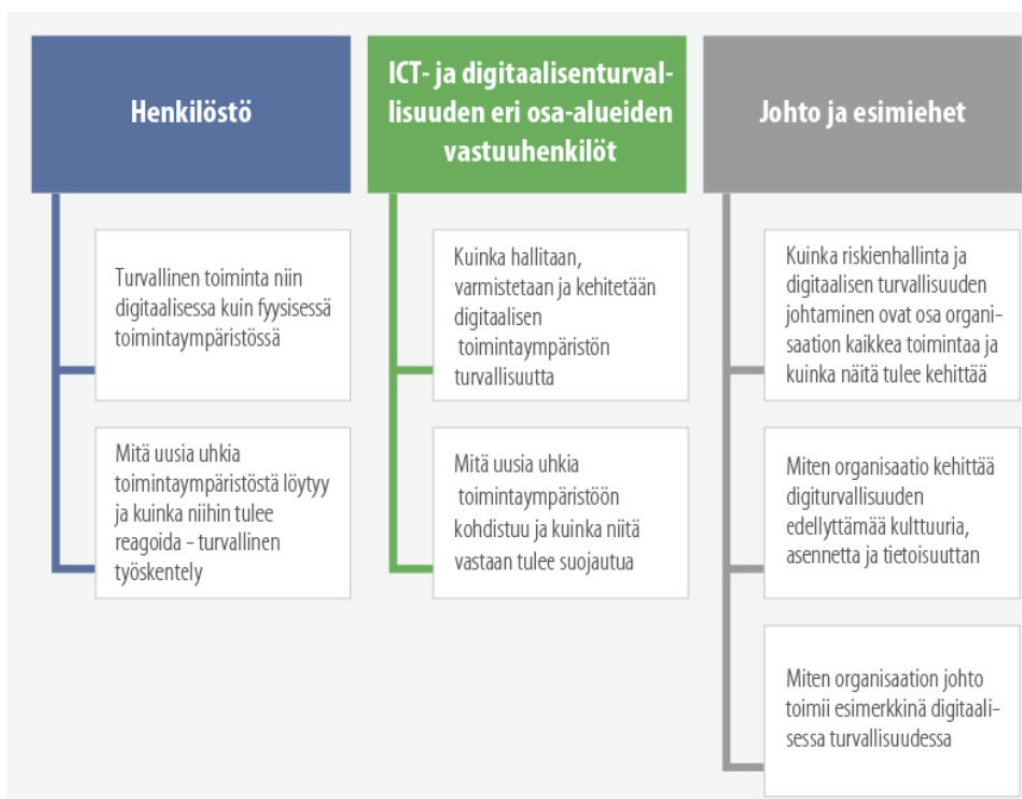 Henkilöstö
Turvallinen toiminta niin
digitaalisessa kuin fyysisessä
toimintaympäristössä
Mitä uusia uhkia
toimintaympäristöstä löytyy
ja kuinka niihin tulee
reagoida – turvallinen
työskentely
ICT- ja digitaalisenturval-
lisuuden eri osa-alueiden
vastuuhenkilöt
Kuinka hallitaan,
varmistetaan ja kehitetään
digitaalisen
toimintaympäristön
turvallisuutta
Mitä uusia uhkia
toimintaympäristöön
kohdistuu ja kuinka niitä
vastaan tulee suojautua
Johto ja esimiehet
Kuinka riskienhallinta ja
digitaalisen turvallisuuden
johtaminen ovat osa organi-
saation kaikkea toimintaa ja
kuinka näitä tulee kehittää
Miten organisaatio kehittää
digiturvallisuuden
edellyttämää kulttuuria,
asennetta ja tietoisuuttan
Miten organisaation johto
toimii esimerkkinä digitaali-
sessa turvallisuudessa